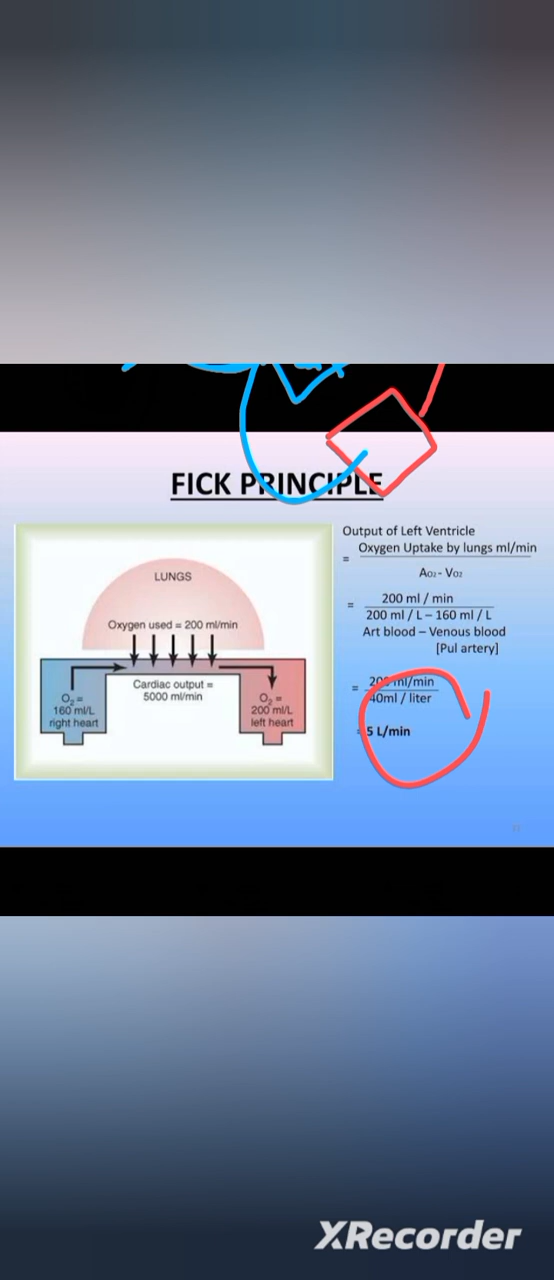 FICK PRINCIPLE
LUNGS
Oxygen used = 200 ml/min
Cardiac output =
5000 ml/min
O₂ =
160 ml/L
right heart
O₂ =
200 ml/L
left heart
Output of Left Ventricle
= Oxygen Uptake by lungs ml/min
AO₂ - VO₂
= 200 ml / min
200 ml / L – 160 ml / L
Art blood – Venous blood
[Pul artery]
= 200 ml/min
40ml / liter
= 5 L/min
XRecorder